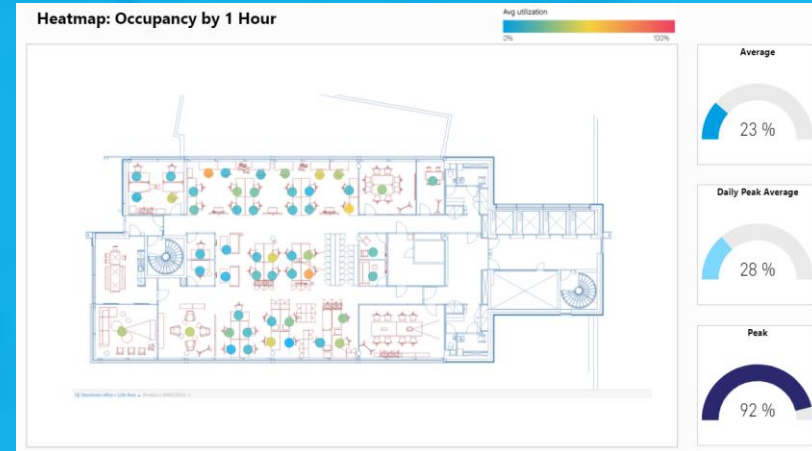 Heatmap: Occupancy by 1 Hour
Avg utilization
0%
100%
Average
23 %
Daily Peak Average
28 %
Peak
92 %